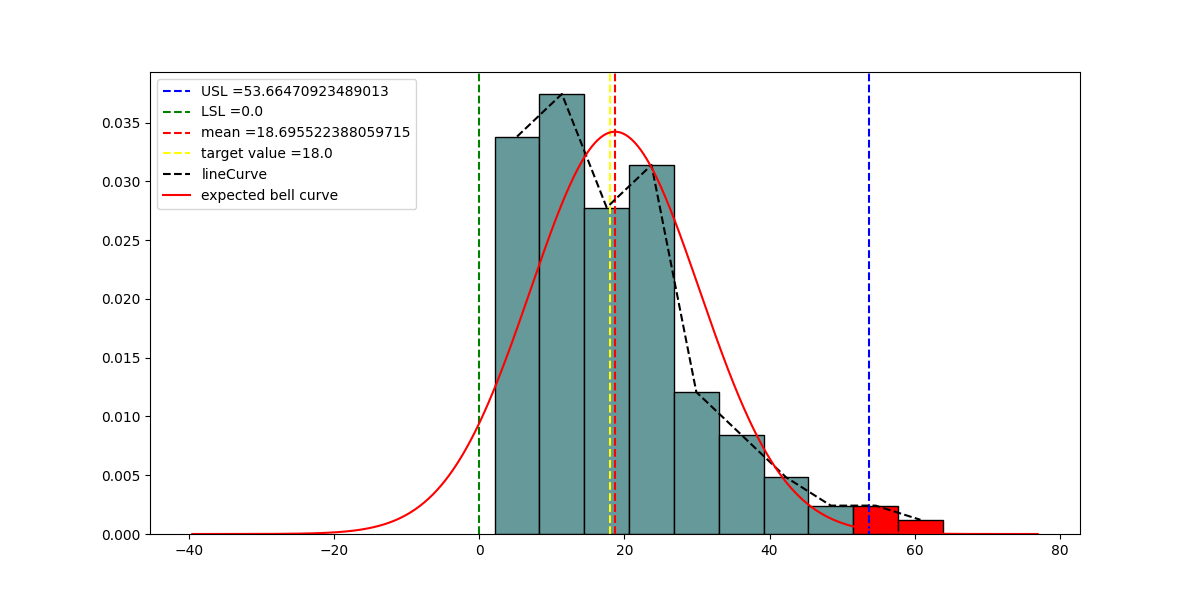 USL =53.66470923489013
LSL =0.0
mean =18.695522388059715
target value =18.0
lineCurve
expected bell curve
0.035
0.030
0.025
0.020
0.015
0.010
0.005
0.000
−40
−20
0
20
40
60
80